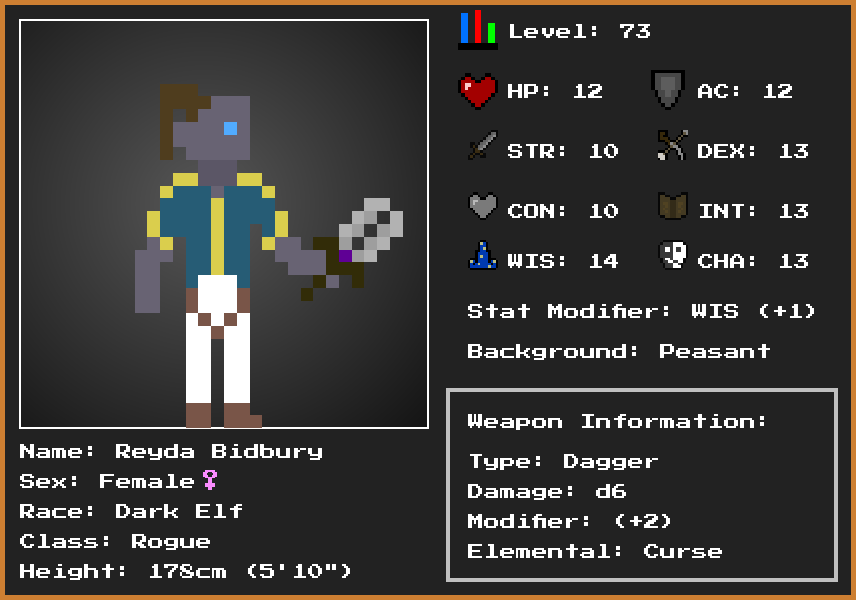 Level: 73
HP: 12
AC: 12
STR: 10
DEX: 13
CON: 10
INT: 13
WIS: 14
CHA: 13
Stat Modifier: WIS (+1)
Background: Peasant
Weapon Information:
Type: Dagger
Damage: d6
Modifier: (+2)
Elemental: Curse
Name: Reyda Bidbury
Sex: Female♀
Race: Dark Elf
Class: Rogue
Height: 178cm (5'10")